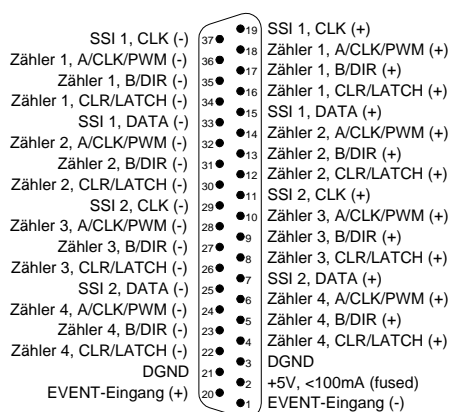 19 SSI 1, CLK (+)
SSI 1, CLK (-) 37
18 Zähler 1, A/CLK/PWM (+)
Zähler 1, A/CLK/PWM (-) 36
17 Zähler 1, B/DIR (+)
Zähler 1, B/DIR (-) 35
16 Zähler 1, CLR/LATCH (+)
Zähler 1, CLR/LATCH (-) 34
15 SSI 1, DATA (+)
SSI 1, DATA (-) 33
14 Zähler 2, A/CLK/PWM (+)
Zähler 2, A/CLK/PWM (-) 32
13 Zähler 2, B/DIR (+)
Zähler 2, B/DIR (-) 31
12 Zähler 2, CLR/LATCH (+)
Zähler 2, CLR/LATCH (-) 30
11 SSI 2, CLK (+)
SSI 2, CLK (-) 29
10 Zähler 3, A/CLK/PWM (+)
Zähler 3, A/CLK/PWM (-) 28
9 Zähler 3, B/DIR (+)
Zähler 3, B/DIR (-) 27
8 Zähler 3, CLR/LATCH (+)
Zähler 3, CLR/LATCH (-) 26
7 SSI 2, DATA (+)
SSI 2, DATA (-) 25
6 Zähler 4, A/CLK/PWM (+)
Zähler 4, A/CLK/PWM (-) 24
5 Zähler 4, B/DIR (+)
Zähler 4, B/DIR (-) 23
4 Zähler 4, CLR/LATCH (+)
Zähler 4, CLR/LATCH (-) 22
3 DGND
DGND 21
2 +5V, <100mA (fused)
EVENT-Eingang (+) 20
1 EVENT-Eingang (-)